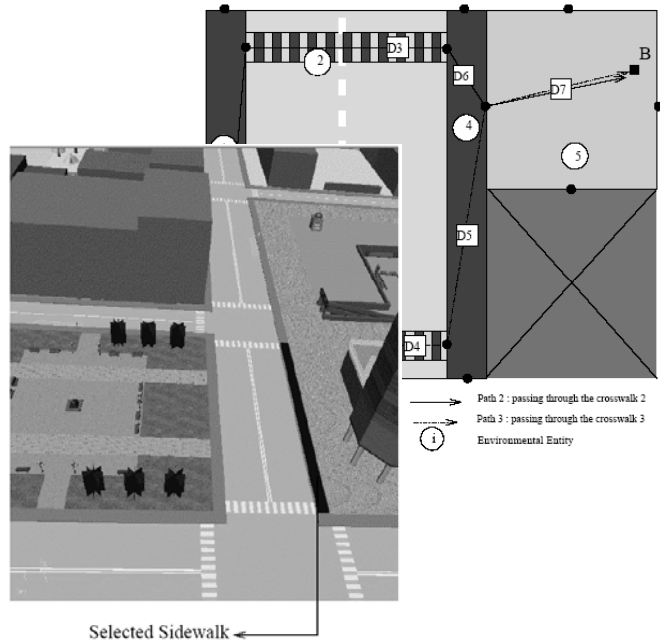 B
D3
2
D6
D7
4
5
D5
D4
Path 2 : passing through the crosswalk 2
Path 3 : passing through the crosswalk 3
i
Environmental Entity
Selected Sidewalk